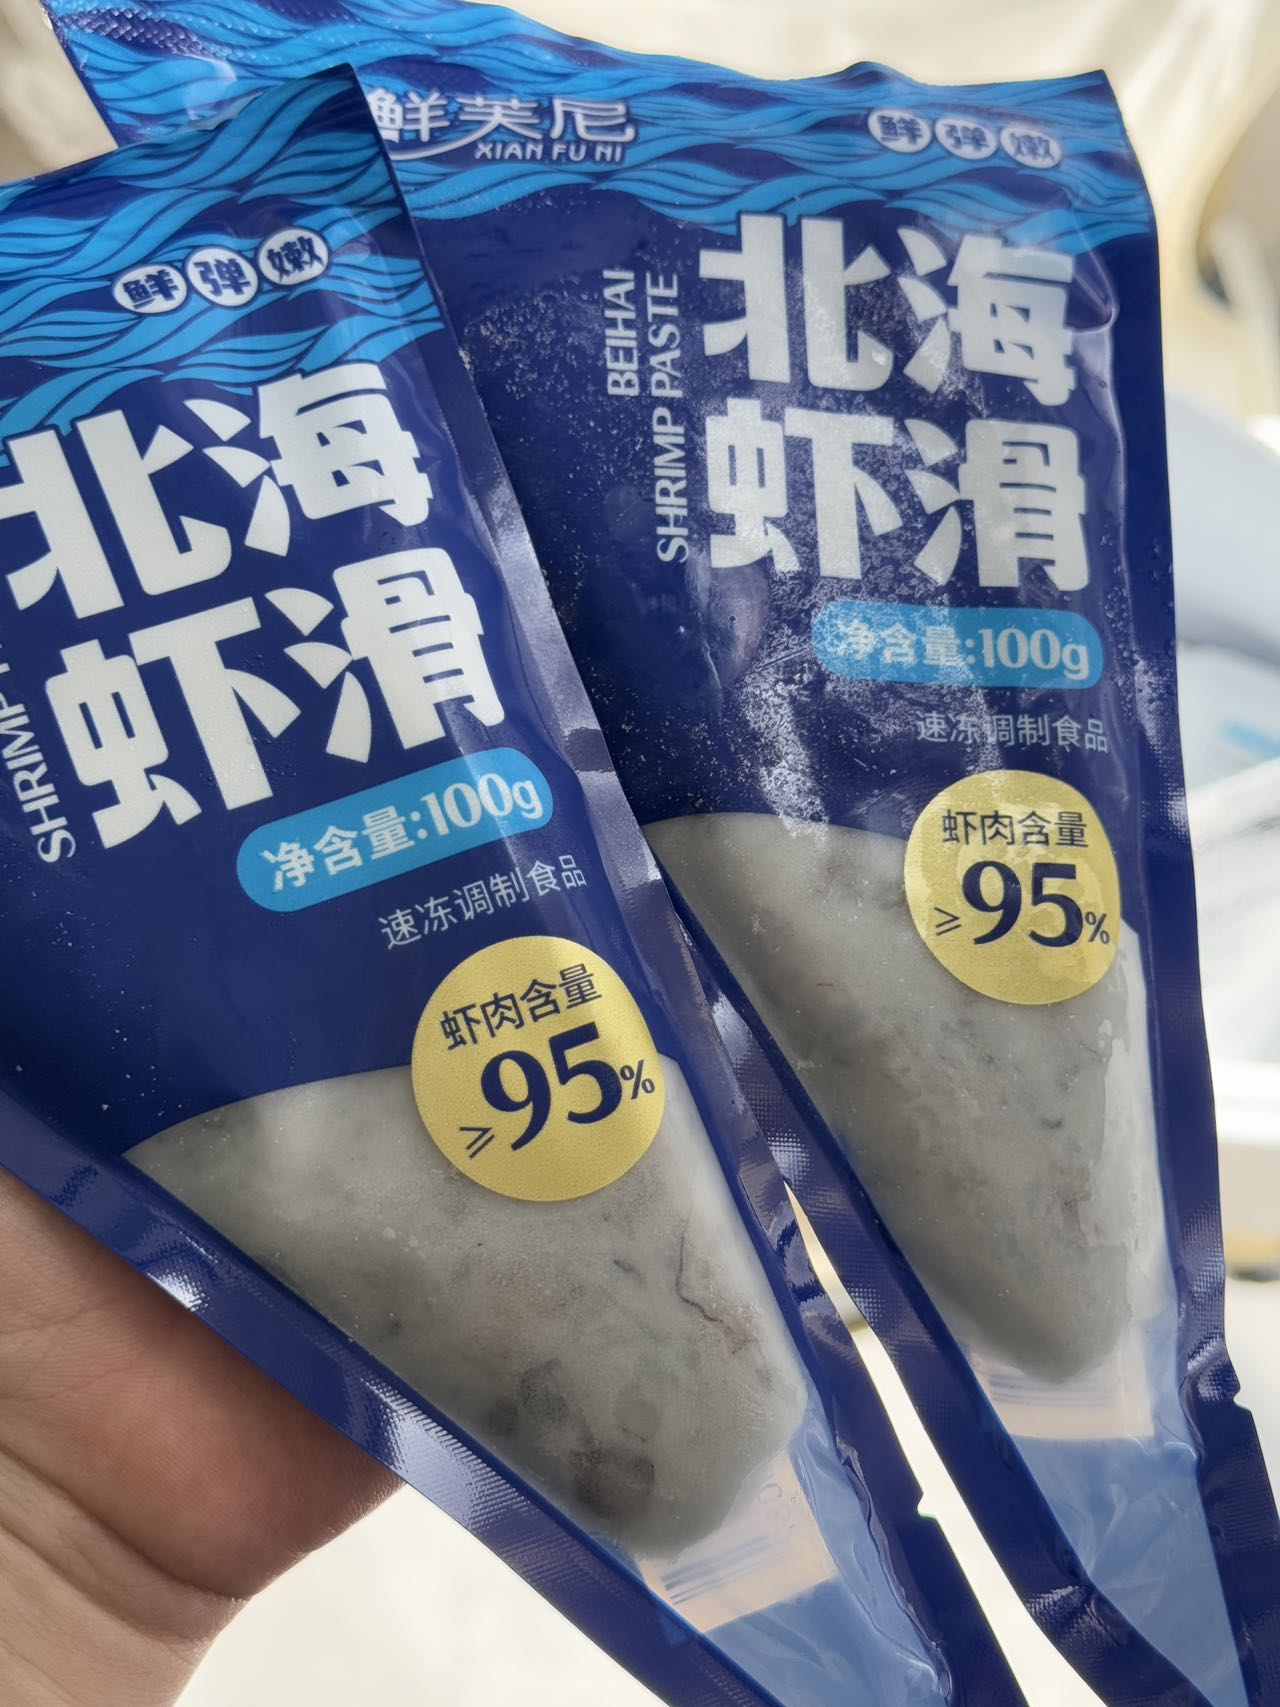 鲜芙尼
XIAN FU NI
鲜弹嫩
BEIHAI
SHRIMP PASTE
北海
虾滑
净含量:100g
速冻调制食品
虾肉含量
≥95%
鲜弹嫩
SHRIMP
北海
虾滑
净含量:100g
速冻调制食品
虾肉含量
≥95%